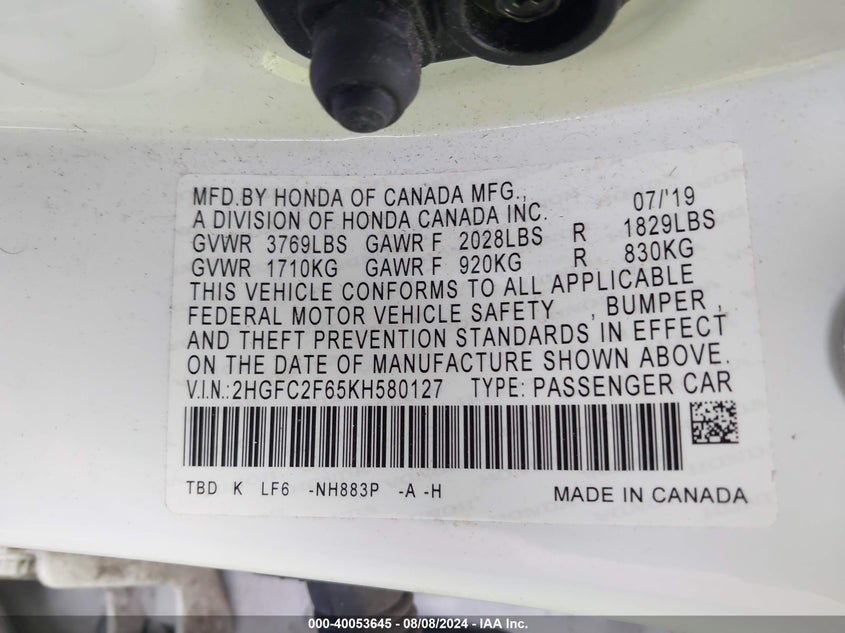 MFD.BY HONDA OF CANADA MFG., 07/'19
A DIVISION OF HONDA CANADA INC.
GVWR 3769LBS GAWR F 2028LBS R 1829LBS
GVWR 1710KG GAWR F 920KG R 830KG
THIS VEHICLE CONFORMS TO ALL APPLICABLE
FEDERAL MOTOR VEHICLE SAFETY , BUMPER ,
AND THEFT PREVENTION STANDARDS IN EFFECT
ON THE DATE OF MANUFACTURE SHOWN ABOVE.
V.I.N.:2HGFC2F65KH580127 TYPE: PASSENGER CAR
TBD K LF6 -NH883P -A -H MADE IN CANADA
000-40053645 - 08/08/2024 - IAA Inc.